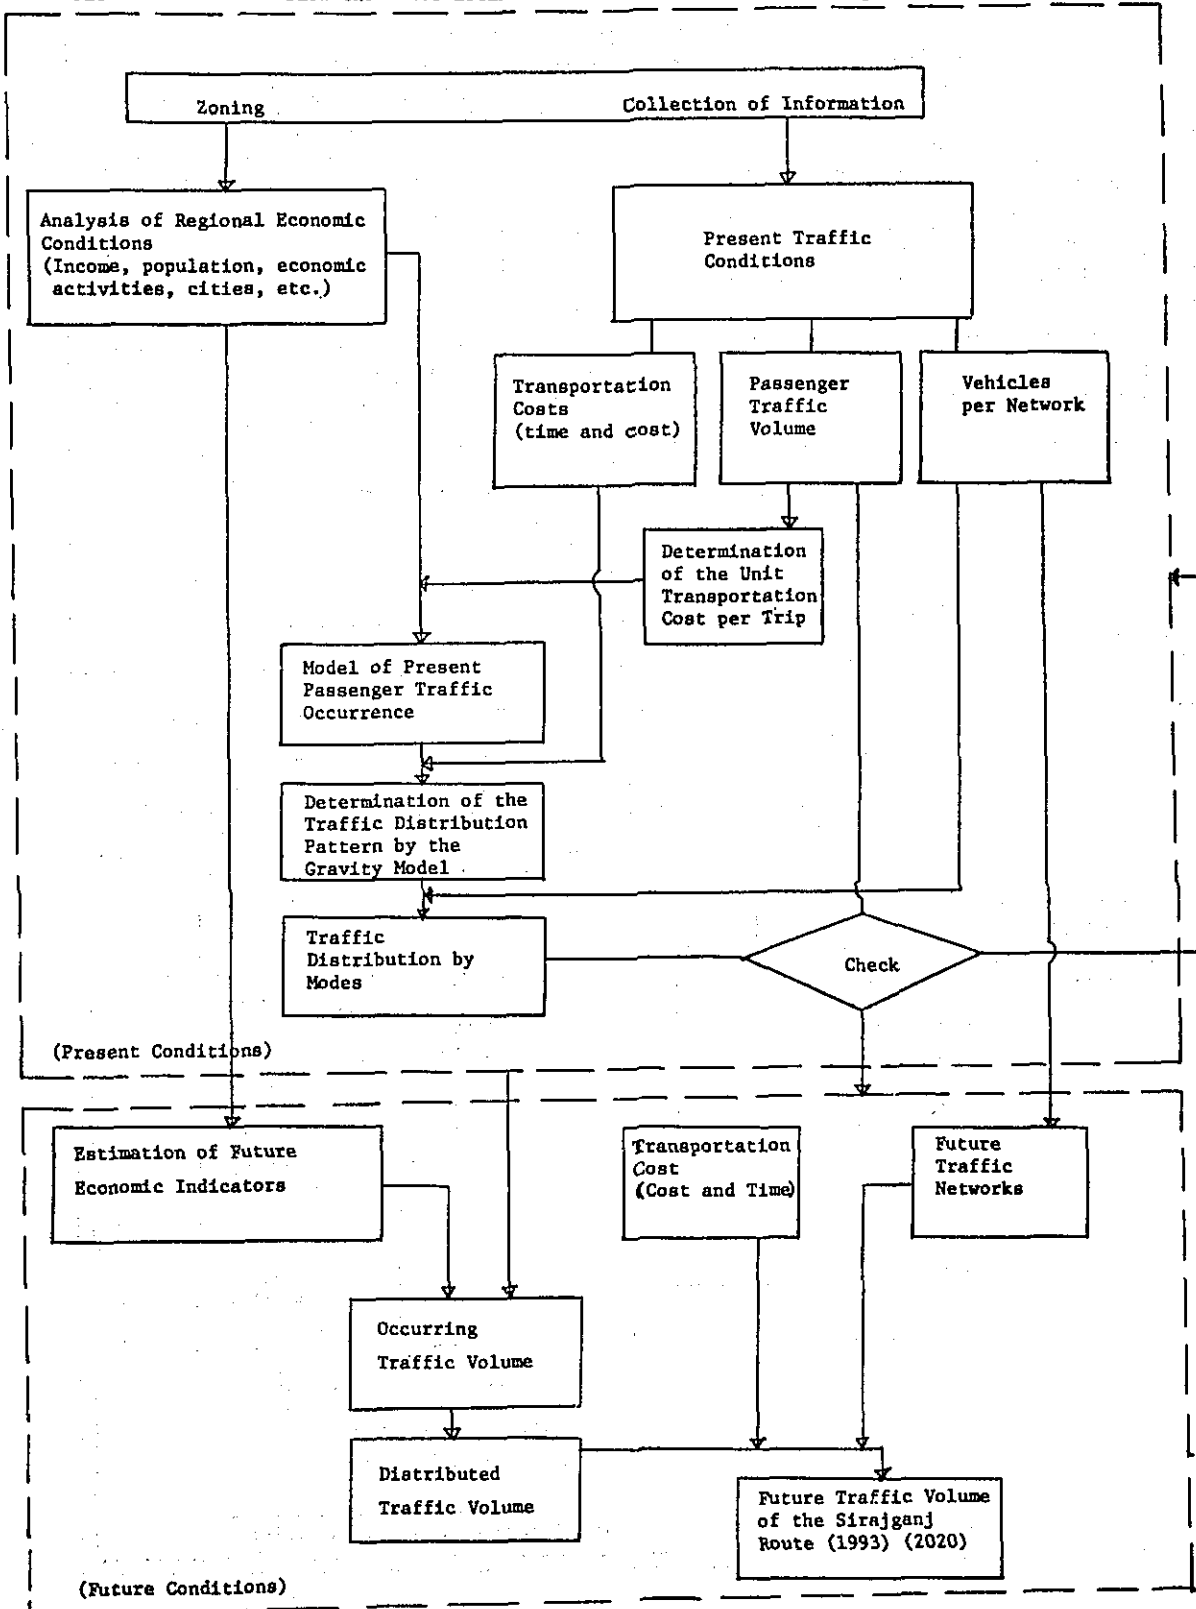 Zoning
Collection of Information
Analysis of Regional Economic
Conditions
(Income, population, economic
activities, cities, etc.)
Present Traffic
Conditions
Transportation
Costs
(time and cost)
Passenger
Traffic
Volume
Vehicles
per Network
Determination
of the Unit
Transportation
Cost per Trip
Model of Present
Passenger Traffic
Occurrence
Determination of the
Traffic Distribution
Pattern by the
Gravity Model
Traffic
Distribution by
Modes
Check
(Present Conditions)
Estimation of Future
Economic Indicators
Transportation
Cost
(Cost and Time)
Future
Traffic
Networks
Occurring
Traffic Volume
Distributed
Traffic Volume
Future Traffic Volume
of the Sirajganj
Route (1993) (2020)
(Future Conditions)